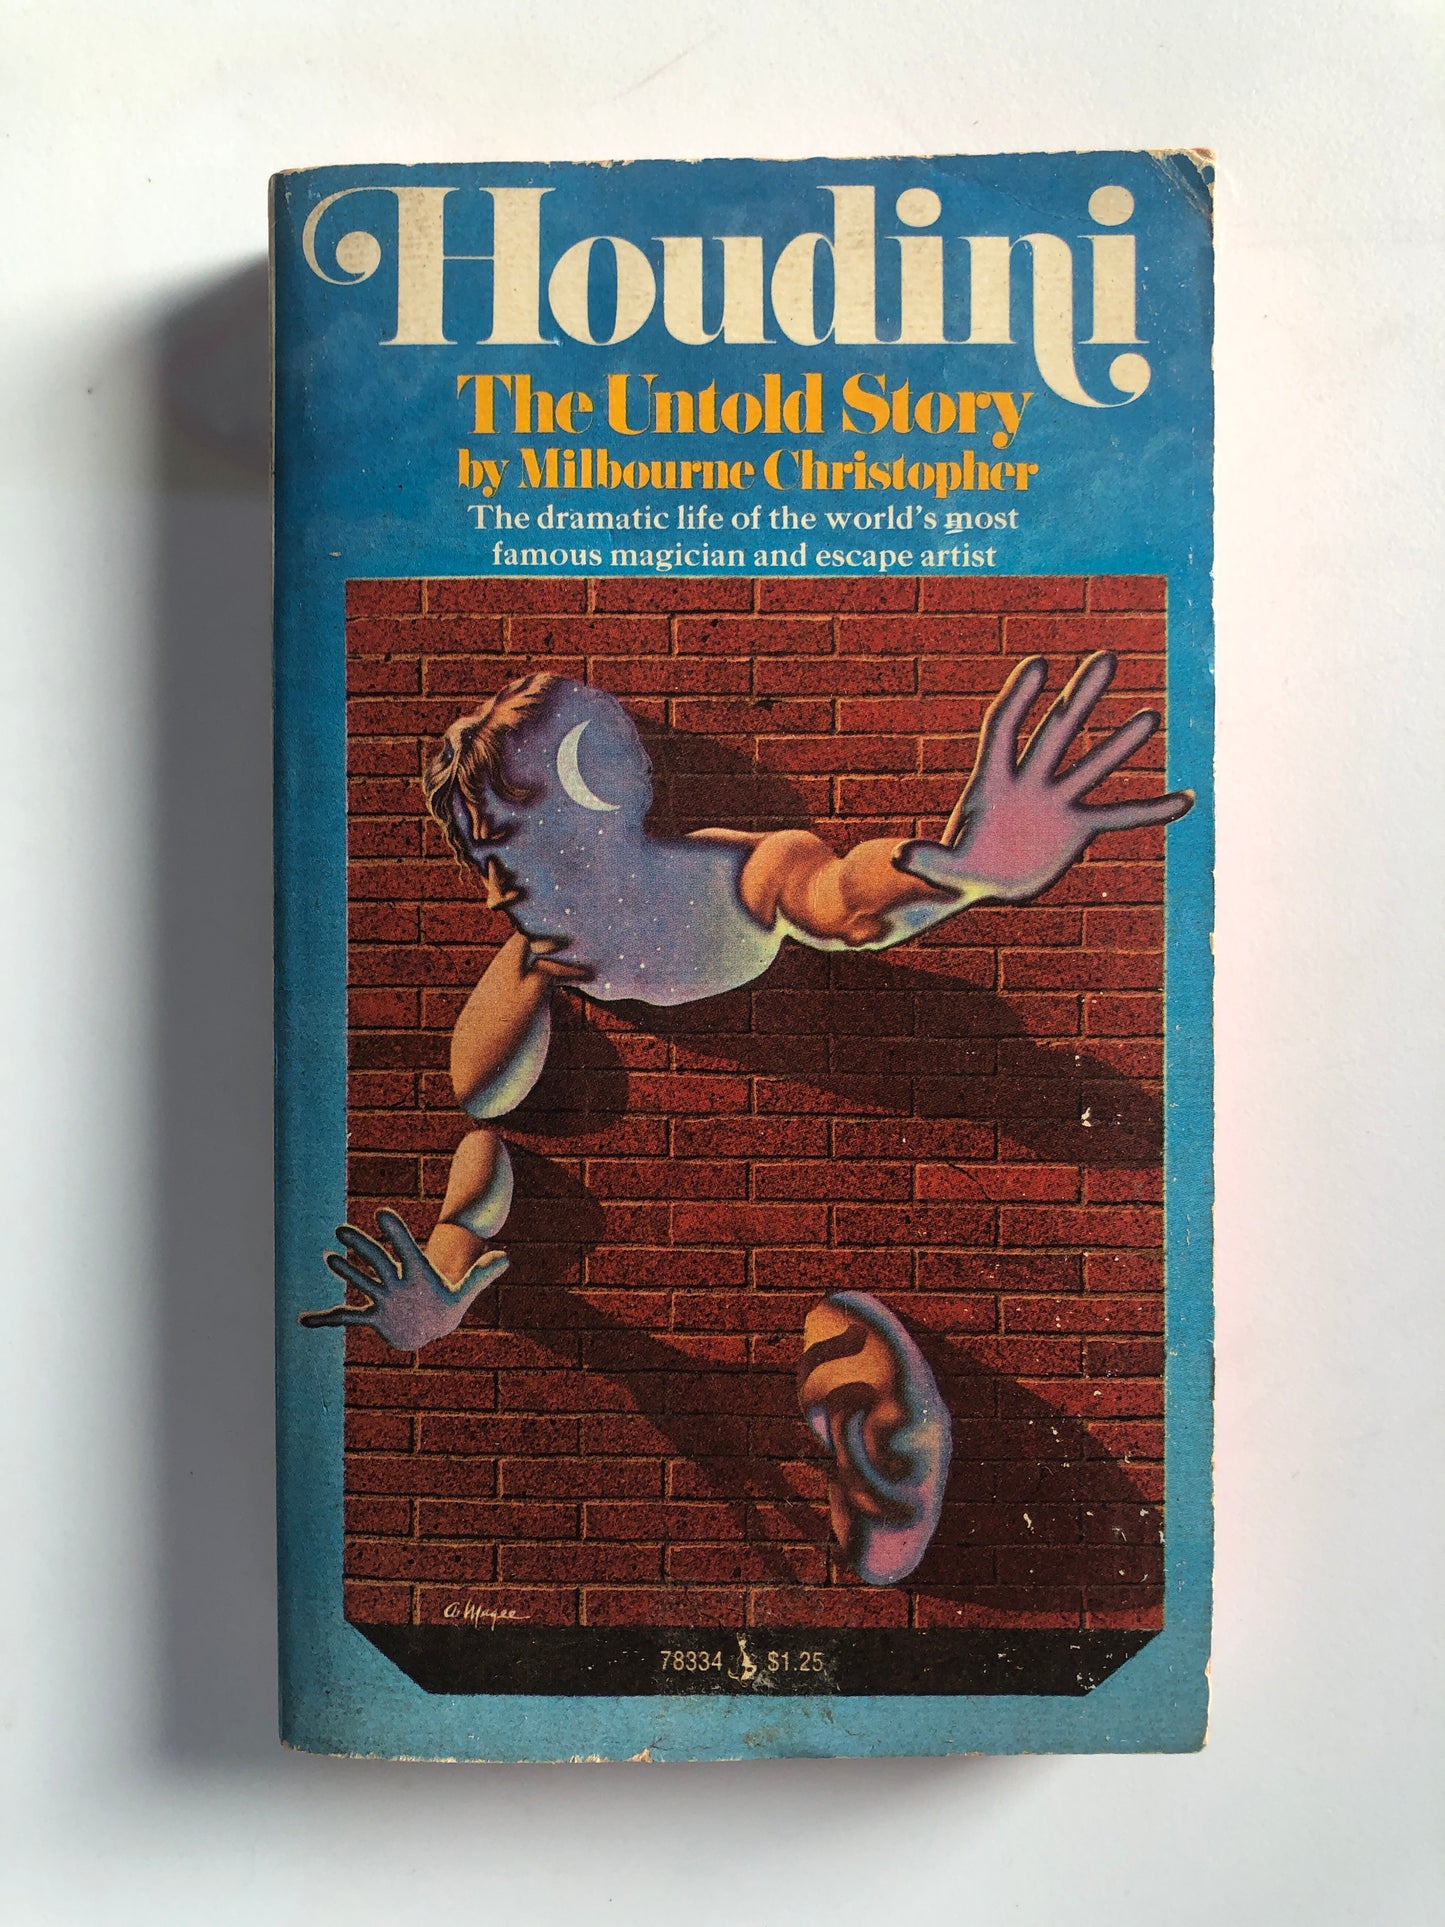 Houdini
The Untold Story
by Milbourne Christopher
The dramatic life of the world's most
famous magician and escape artist
78334 $1.25